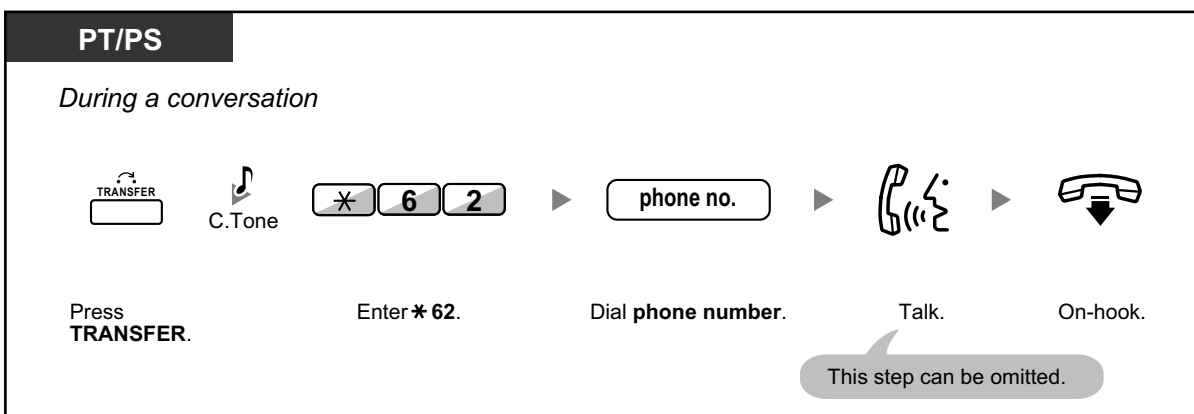 PT/PS
During a conversation
TRANSFER
C.Tone
* 6 2
phone no.
Press
TRANSFER.
Enter * 62.
Dial phone number.
Talk.
On-hook.
This step can be omitted.